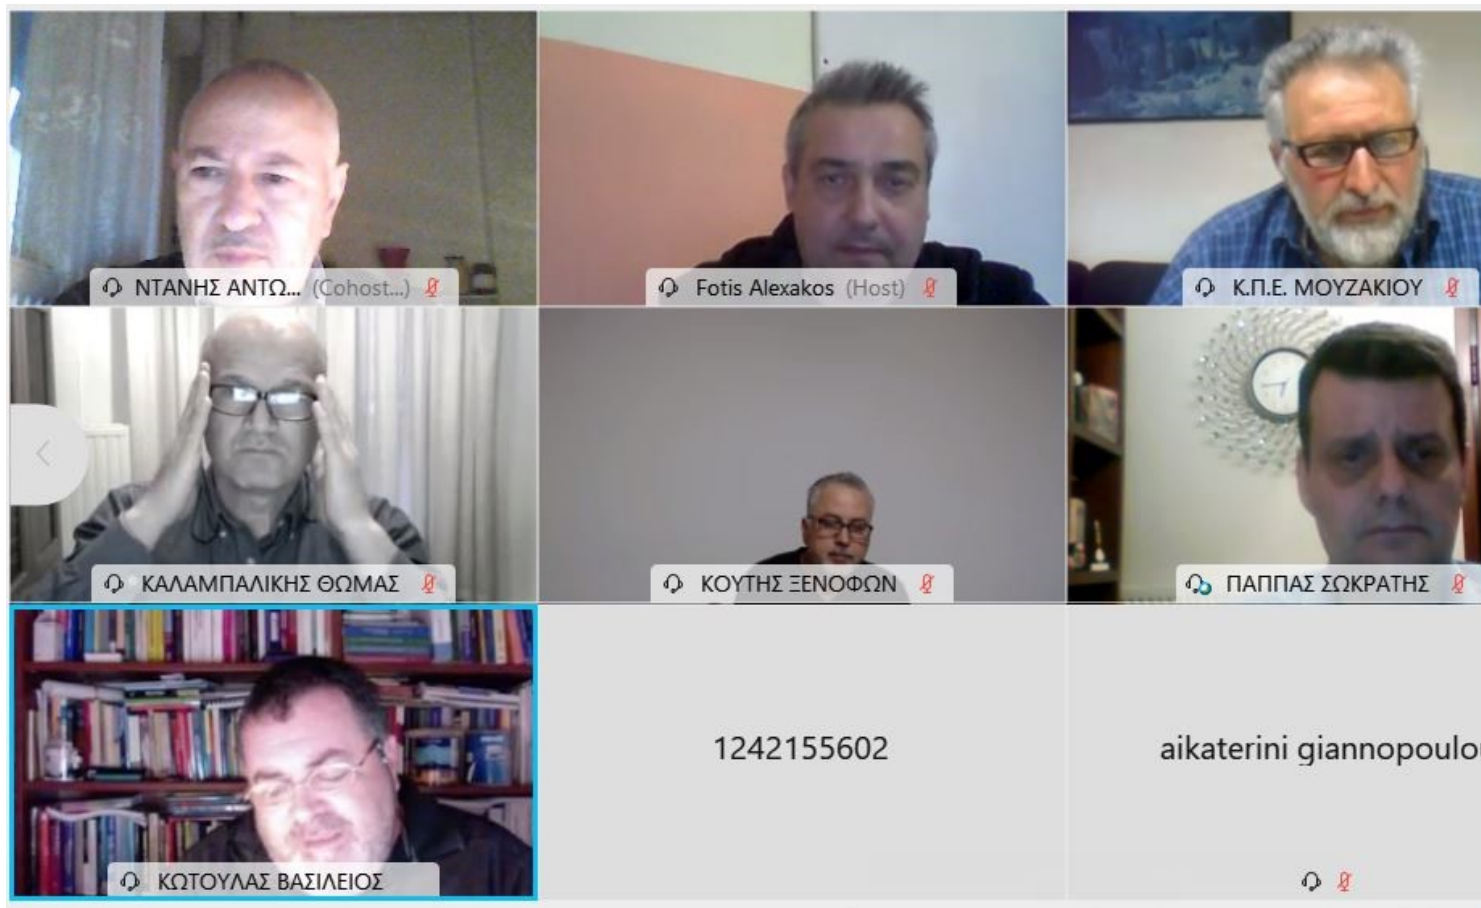 ΝΤΑΝΗΣ ΑΝΤΩ... (Cohost...)
Fotis Alexakos (Host)
Κ.Π.Ε. ΜΟΥΖΑΚΙΟΥ
ΚΑΛΑΜΠΑΛΙΚΗΣ ΘΩΜΑΣ
ΚΟΥΤΗΣ ΞΕΝΟΦΩΝ
ΠΑΠΠΑΣ ΣΩΚΡΑΤΗΣ
ΚΩΤΟΥΛΑΣ ΒΑΣΙΛΕΙΟΣ
1242155602
aikaterini giannopoulo